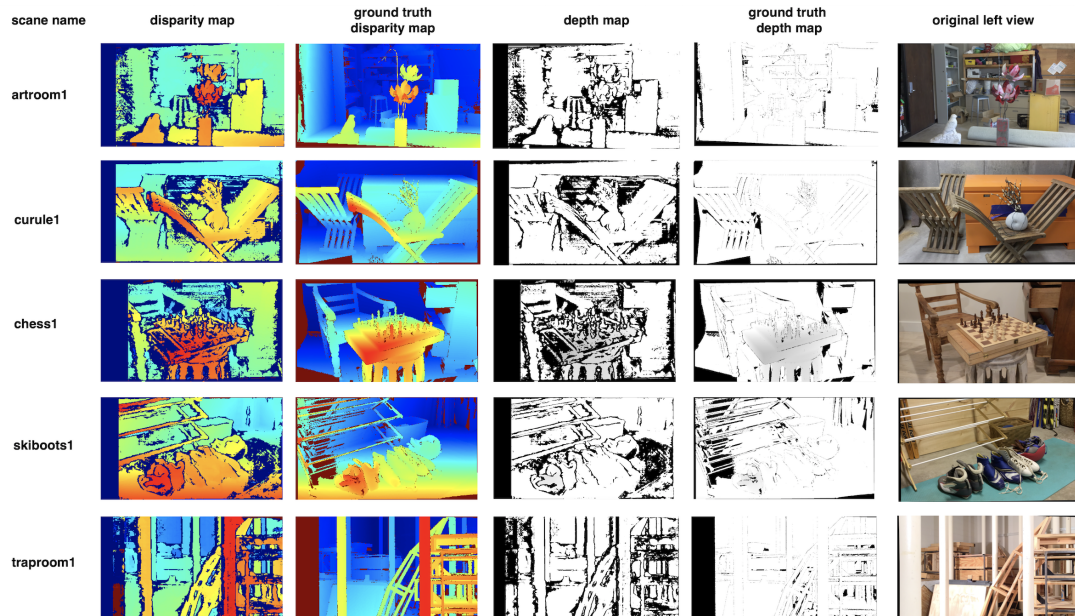 scane name
disparity map
ground truth
disparity map
depth map
ground truth
depth map
original left view
artroom1
curule1
chess1
skiboots1
traproom1